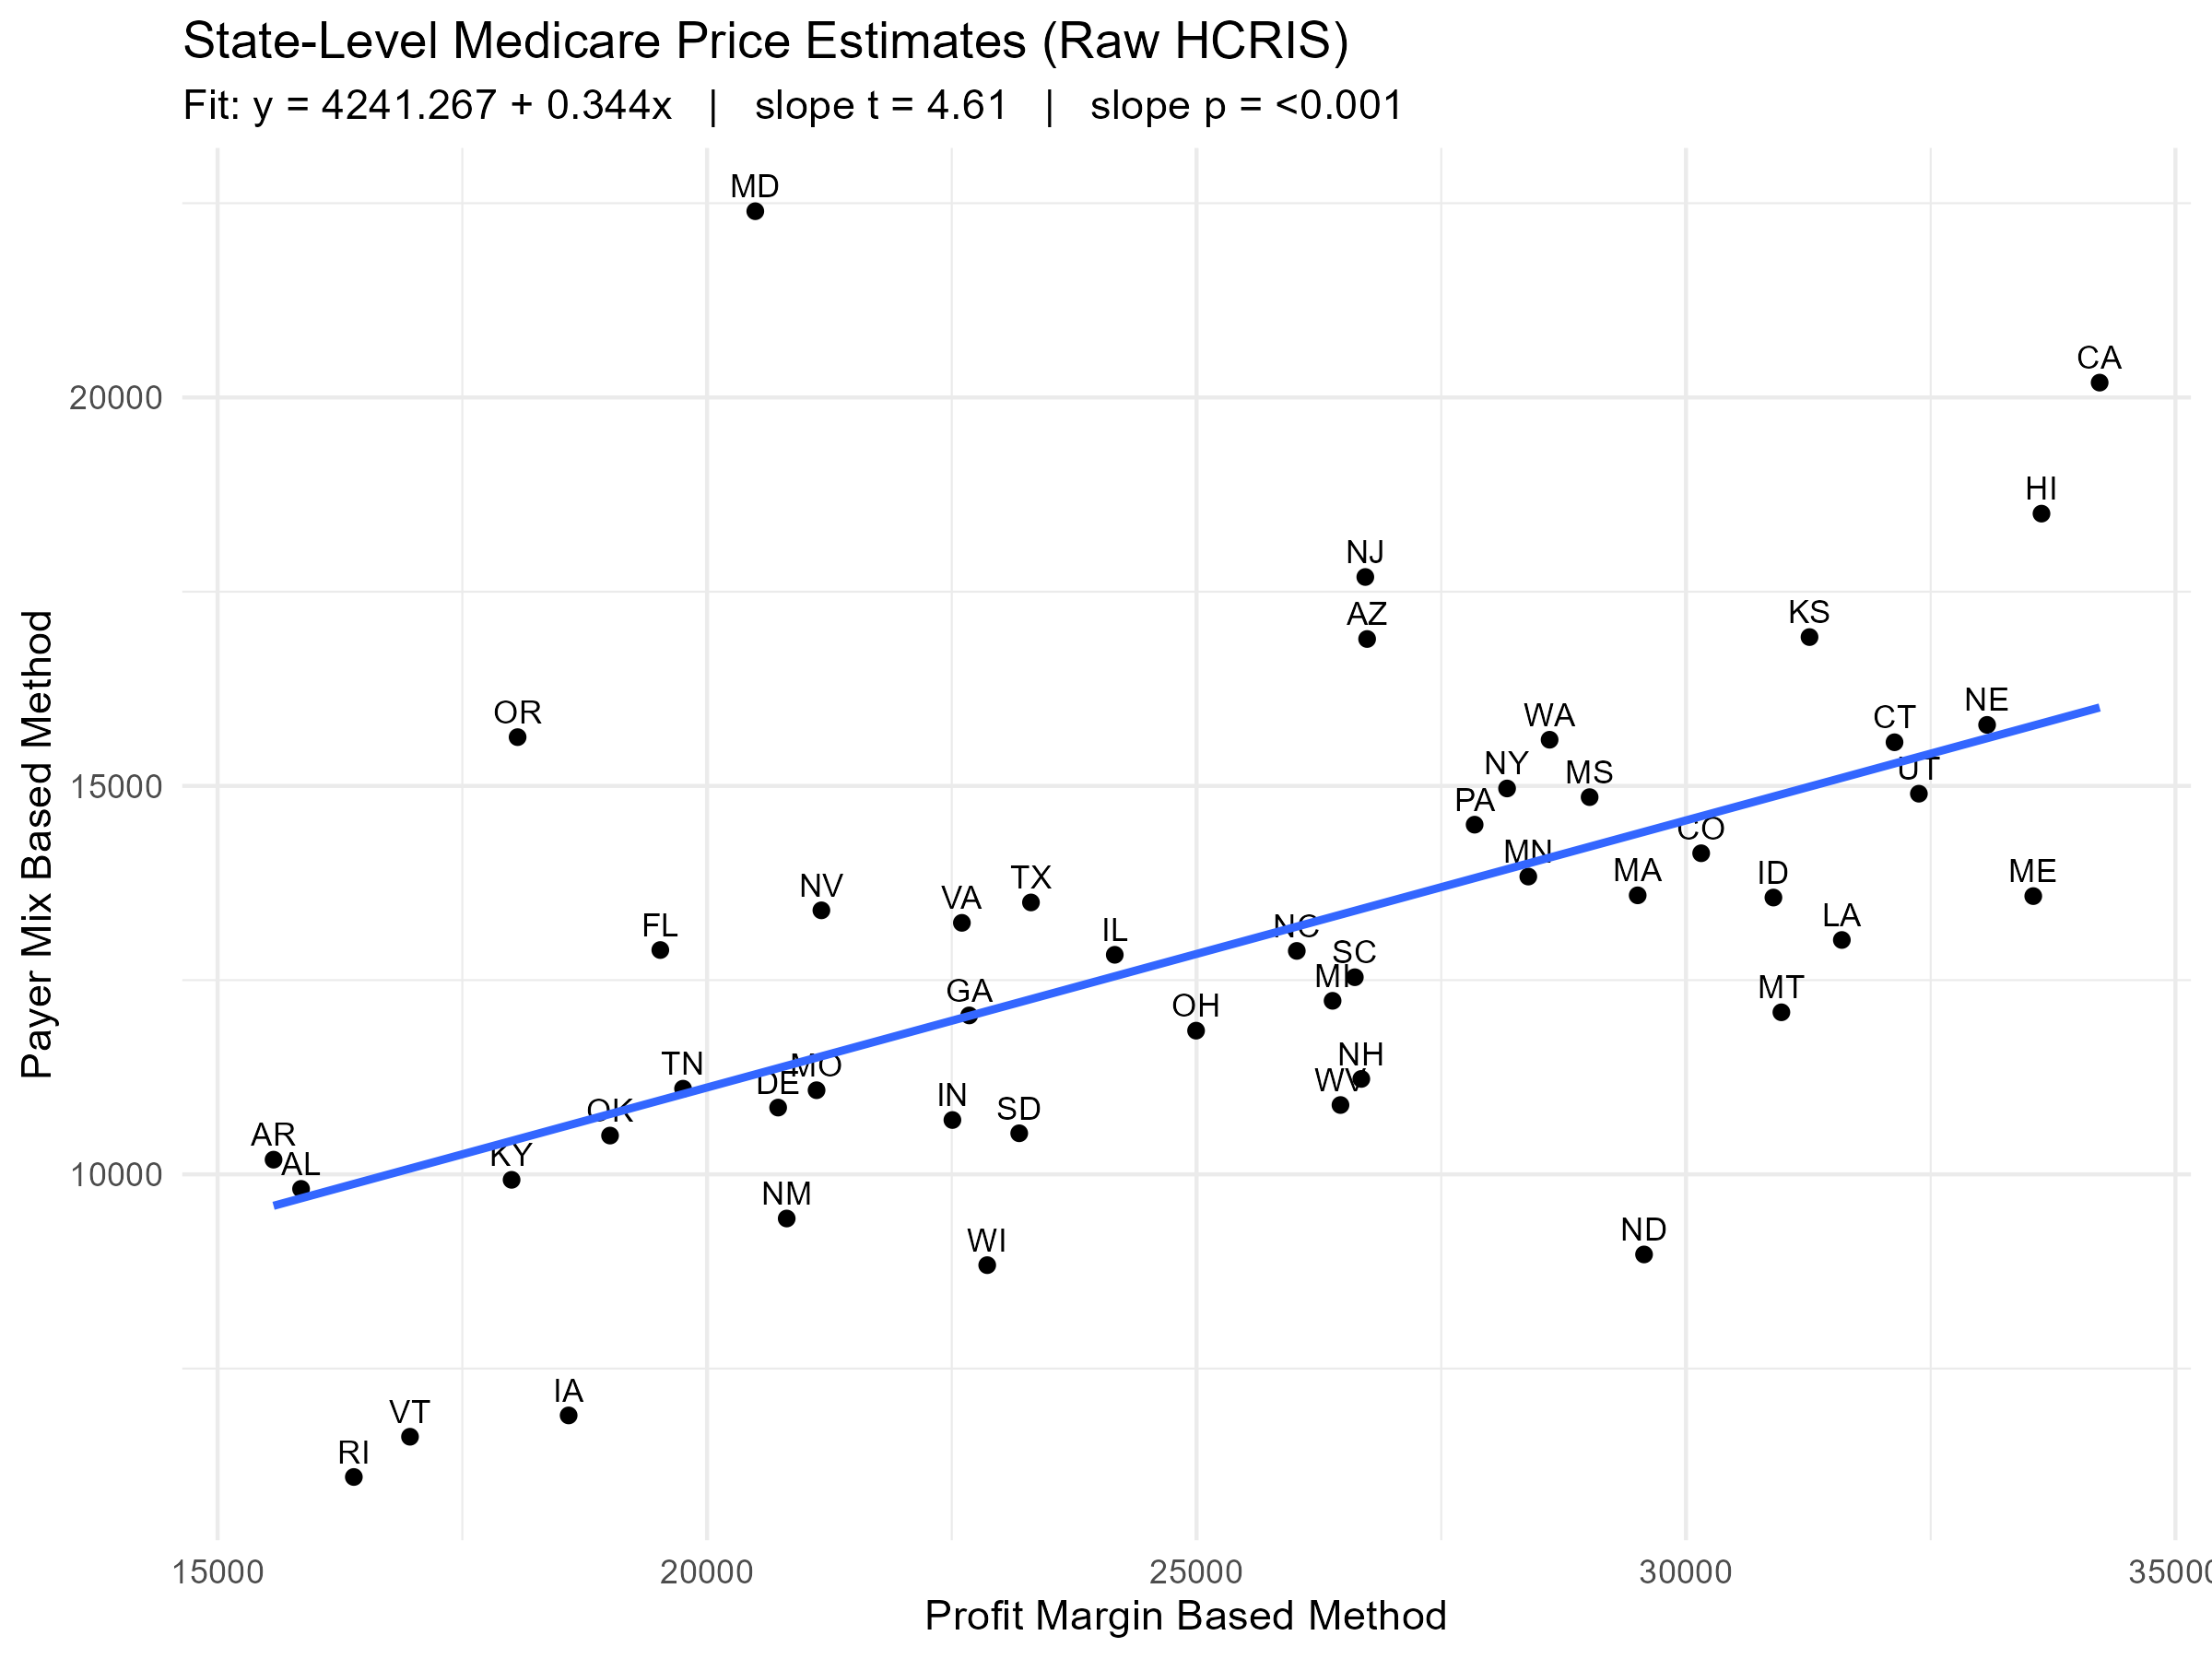 State-Level Medicare Price Estimates (Raw HCRIS)
Fit: y = 4241.267 + 0.344x | slope t = 4.61 | slope p = <0.001
MD
CA
20000
HI
NJ
AZ
KS
OR
WA
CT
NE
NY
MS
UT
15000
PA
CO
MN
MA
ID
ME
NV
TX
VA
LA
FL
IL
NC
SC
MI
MT
GA
OH
TN
MO
DE
NH
WV
IN
SD
OK
AR
AL
KY
10000
NM
WI
ND
IA
VT
RI
Payer Mix Based Method
15000
20000
25000
30000
35000
Profit Margin Based Method